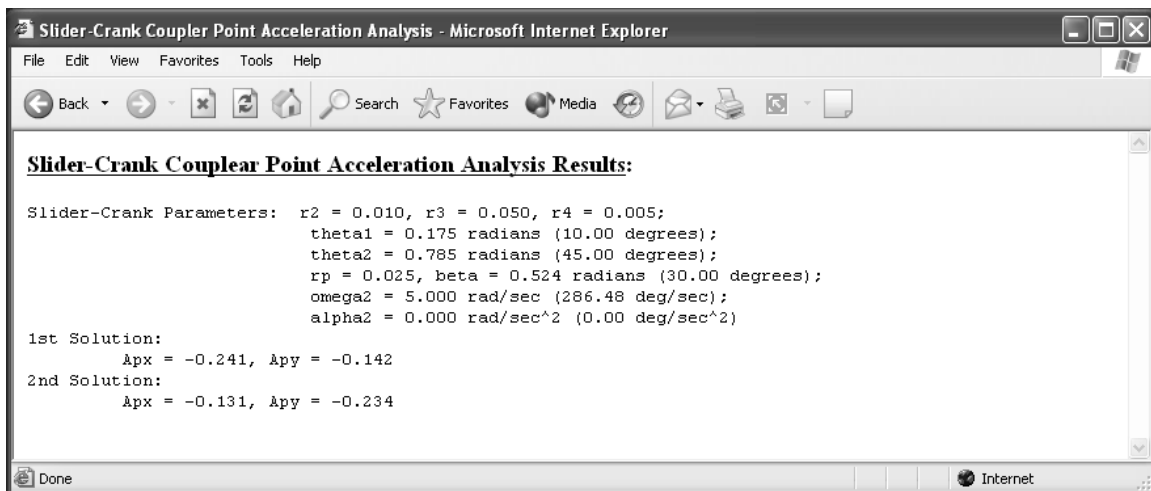 Slider-Crank Coupler Point Acceleration Analysis - Microsoft Internet Explorer
File Edit View Favorites Tools Help
Back Search Favorites Media
Slider-Crank Couplear Point Acceleration Analysis Results:
Slider-Crank Parameters: r2 = 0.010, r3 = 0.050, r4 = 0.005;
theta1 = 0.175 radians (10.00 degrees);
theta2 = 0.785 radians (45.00 degrees);
rp = 0.025, beta = 0.524 radians (30.00 degrees);
omega2 = 5.000 rad/sec (286.48 deg/sec);
alpha2 = 0.000 rad/sec^2 (0.00 deg/sec^2)
1st Solution:
Apx = -0.241, Apy = -0.142
2nd Solution:
Apx = -0.131, Apy = -0.234
Done Internet